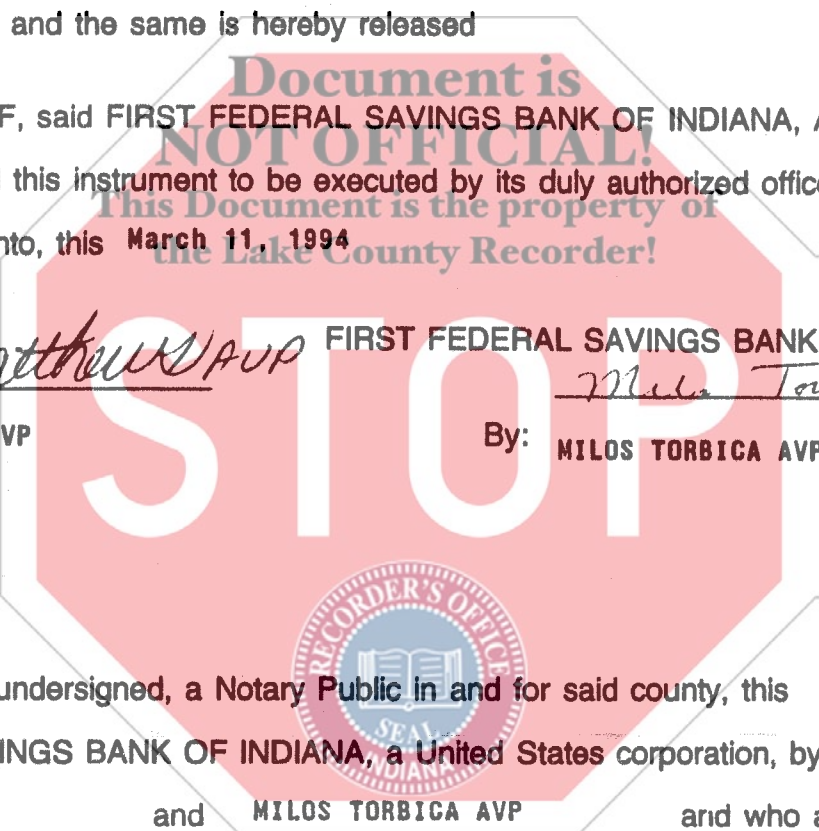 and the same is hereby released
Document is
F, said FIRST FEDERAL SAVINGS BANK OF INDIANA, A
NOT OFFICIAL!
this instrument to be executed by its duly authorized office
This Document is the property of
nto, this March 11, 1994
the Lake County Recorder!
STOP
AVP FIRST FEDERAL SAVINGS BANK
VP
By: MILOS TORBICA AVP
RECORDER'S OFFICE
undersigned, a Notary Public in and for said county, this
SEAL
INGS BANK OF INDIANA, a United States corporation, by
INDIANA
and MILOS TORBICA AVP and who a